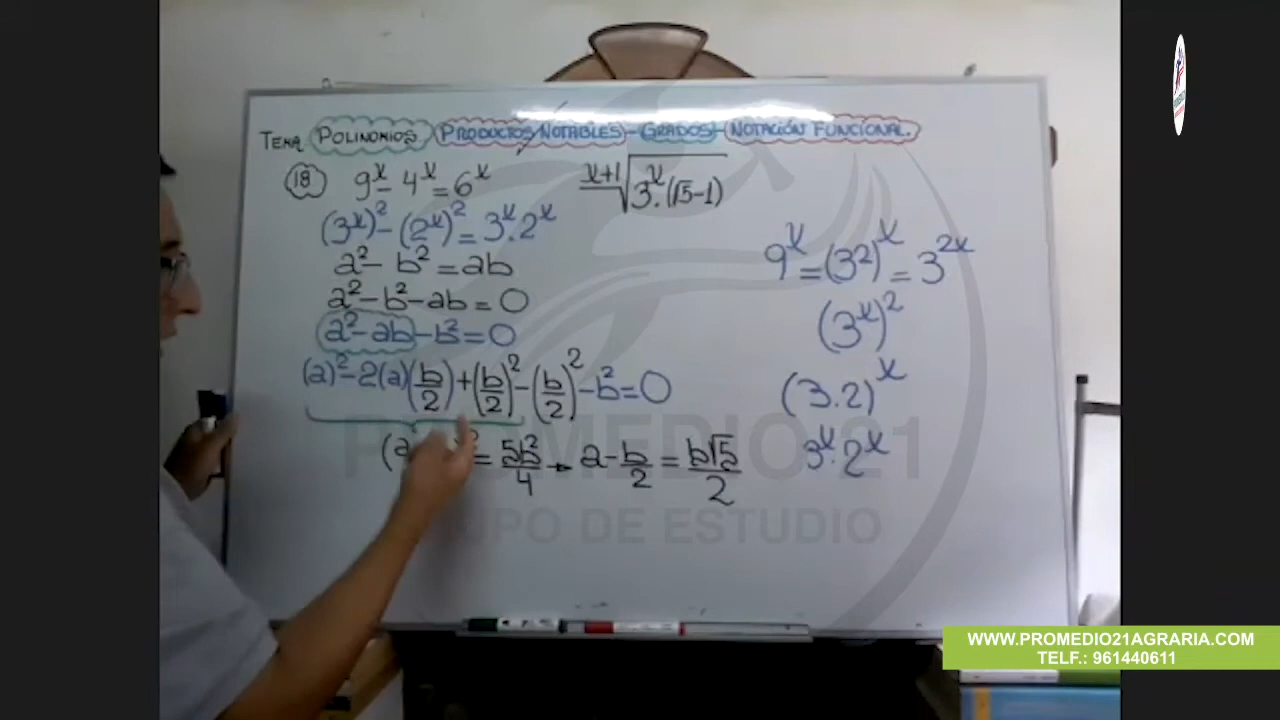 TEMA POLINOMIOS PRODUCTOS NOTABLES - GRADOS - NOTACIÓN FUNCIONAL.
18 9^x - 4^x = 6^x
(3^x)^2 - (2^x)^2 = 3^x . 2^x
a^2 - b^2 = ab
a^2 - b^2 - ab = 0
a^2 - ab - b^2 = 0
(a)^2 - 2(a)(b/2) + (b/2)^2 - (b/2)^2 - b^2 = 0
= 5b^2/4 → a - b/2 = b√5/2
x+1√3^x.(√5-1)
9^x = (3^2)^x = 3^2x
(3^x)^2
(3.2)^x
3^x . 2^x
PROMEDIO 21
GRUPO DE ESTUDIO
WWW.PROMEDIO21AGRARIA.COM
TELF.: 961440611